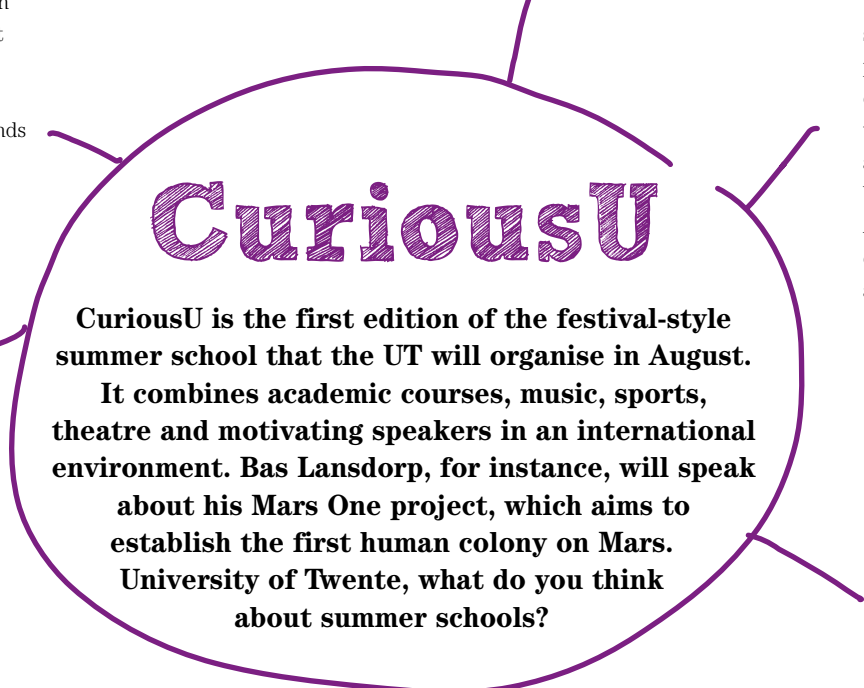 nds
CuriousU
CuriousU is the first edition of the festival-style
summer school that the UT will organise in August.
It combines academic courses, music, sports,
theatre and motivating speakers in an international
environment. Bas Lansdorp, for instance, will speak
about his Mars One project, which aims to
establish the first human colony on Mars.
University of Twente, what do you think
about summer schools?